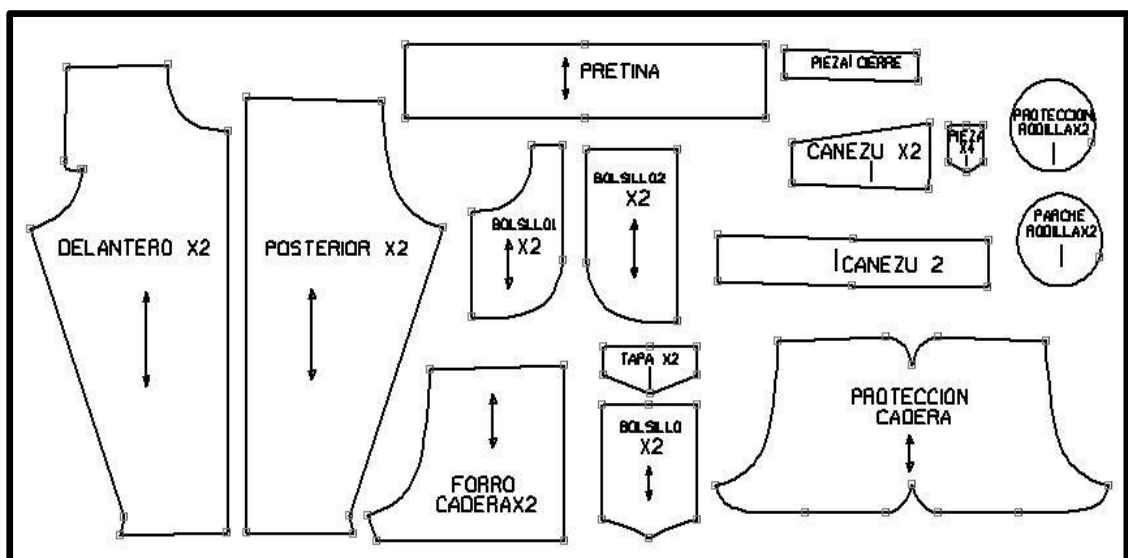 PRETINA
PIEZA1 CIERRE
PROTECCION
RODILLAX2
CANEZU X2
PIEZA
X4
PARCHE
RODILLAX2
DELANTERO X2
POSTERIOR X2
BOLSILLO1
X2
BOLSILLO2
X2
CANEZU 2
TAPA X2
BOLSILLO
X2
FORRO
CADERAX2
PROTECCION
CADERA